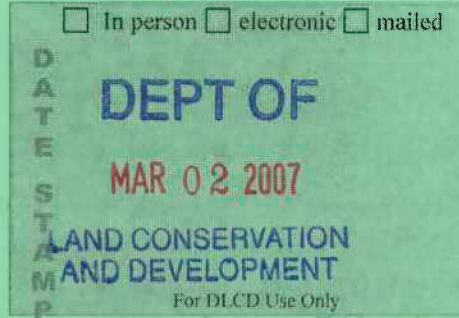 ☐ In person ☐ electronic ☐ mailed
DATE STAMP
DEPT OF
MAR 02 2007
LAND CONSERVATION
AND DEVELOPMENT
For DLCD Use Only